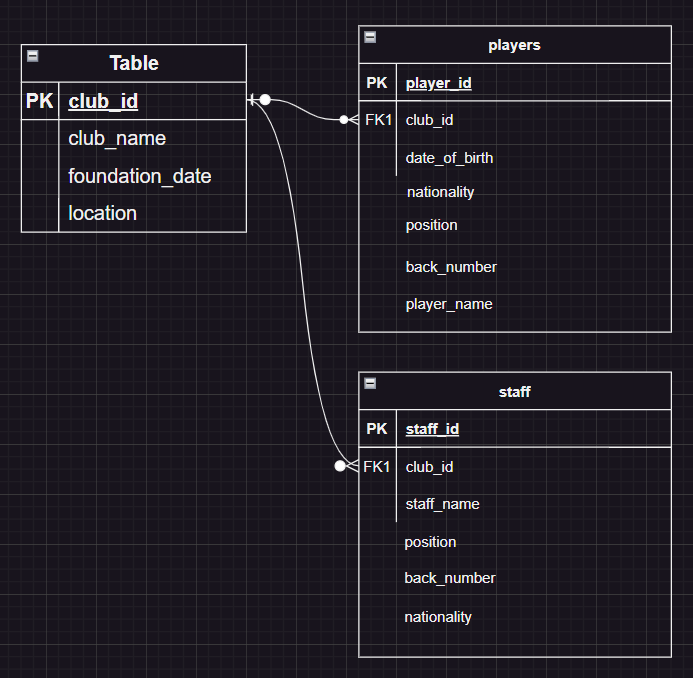 Table
PK club_id
club_name
foundation_date
location
players
PK player_id
FK1 club_id
date_of_birth
nationality
position
back_number
player_name
staff
PK staff_id
FK1 club_id
staff_name
position
back_number
nationality